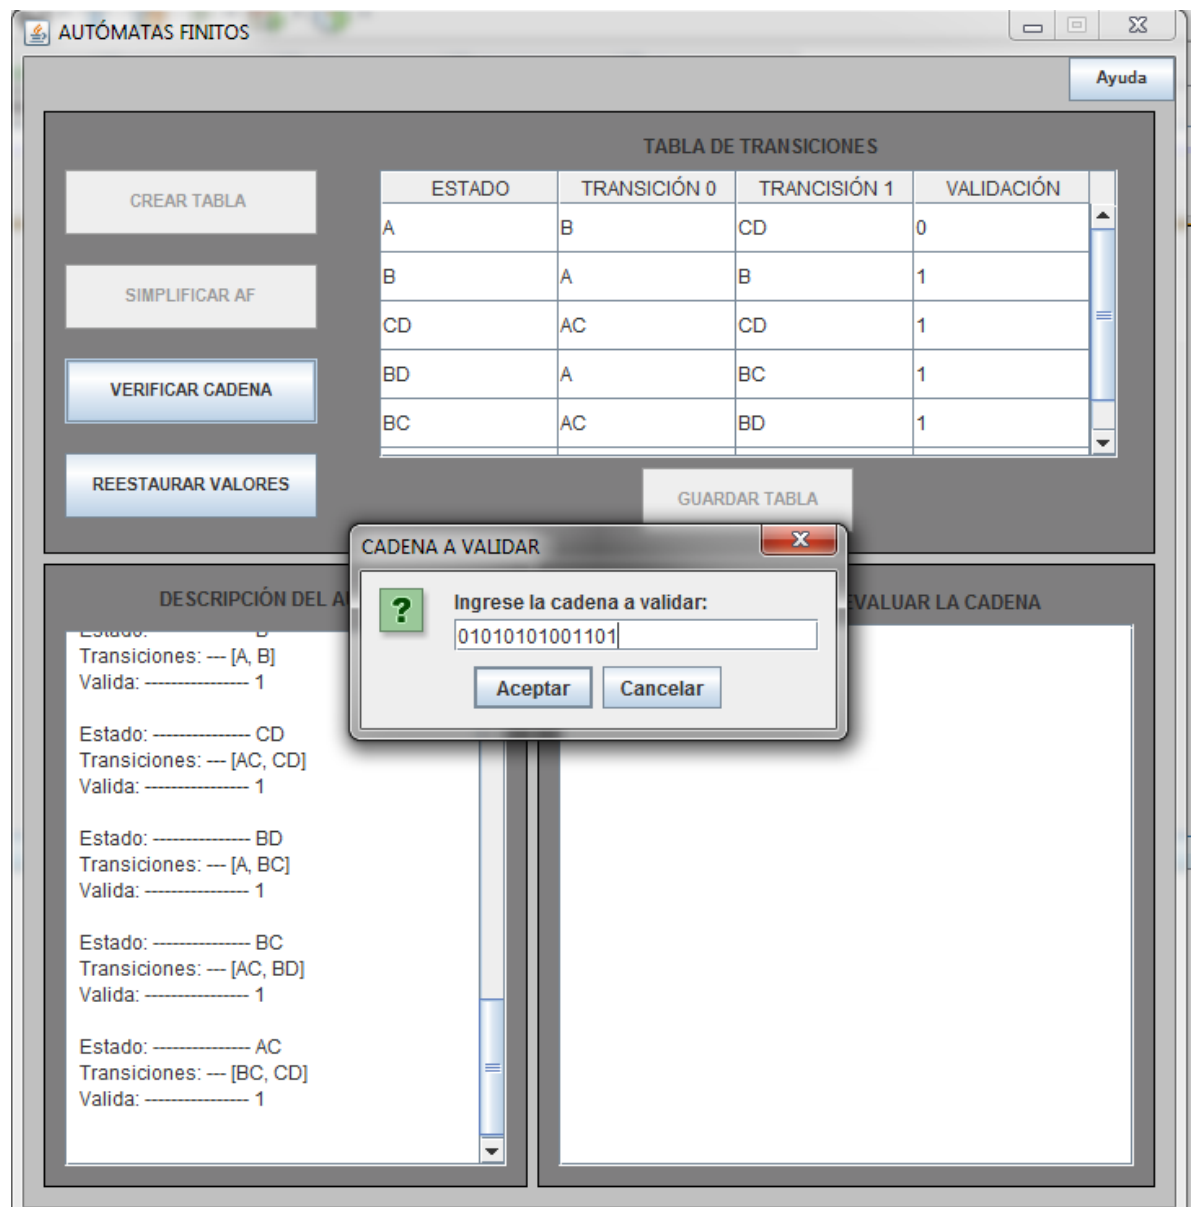 AUTÓMATAS FINITOS
Ayuda
TABLA DE TRANSICIONES
CREAR TABLA
SIMPLIFICAR AF
VERIFICAR CADENA
REESTAURAR VALORES
ESTADO TRANSICIÓN 0 TRANCISIÓN 1 VALIDACIÓN
A B CD 0
B A B 1
CD AC CD 1
BD A BC 1
BC AC BD 1
GUARDAR TABLA
CADENA A VALIDAR
Ingrese la cadena a validar:
01010101001101
Aceptar Cancelar
DESCRIPCIÓN DEL
Estado: --------------- B
Transiciones: --- [A, B]
Valida: ---------------- 1
Estado: --------------- CD
Transiciones: --- [AC, CD]
Valida: ---------------- 1
Estado: --------------- BD
Transiciones: --- [A, BC]
Valida: ---------------- 1
Estado: --------------- BC
Transiciones: --- [AC, BD]
Valida: ---------------- 1
Estado: --------------- AC
Transiciones: --- [BC, CD]
Valida: ---------------- 1
EVALUAR LA CADENA